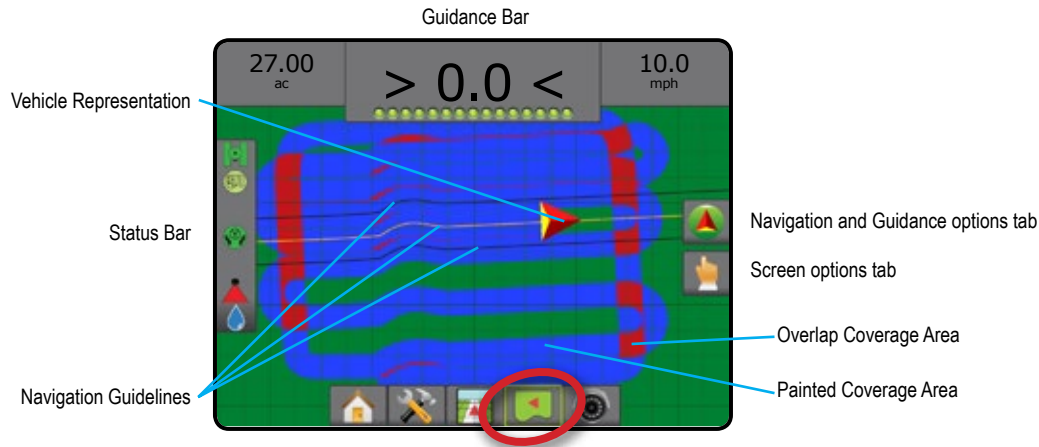 Guidance Bar
27.00
ac
> 0.0 <
10.0
mph
Vehicle Representation
Status Bar
Navigation and Guidance options tab
Screen options tab
Overlap Coverage Area
Painted Coverage Area
Navigation Guidelines